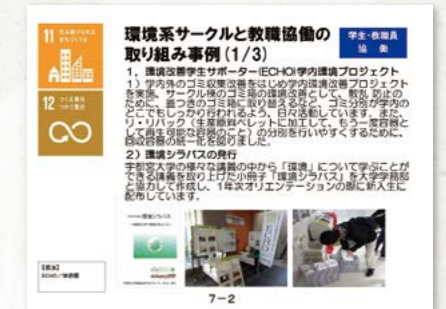 11 住み続けられる
まちづくりを
12 つくる責任
つかう責任
環境系サークルと教職協働の
取り組み事例(1/3)
学生・教職員
協 働
1. 環境改善学生サポーター(ECHO)学内環境プロジェクト
1)学内外のゴミ収集改善をはじめ学内環境改善プロジェクト
を実施。サークル棟のゴミ箱の環境改善として、散乱防止の
ために、蓋つきのゴミ箱に取り替えるなど、ゴミ分別が学内の
どこでもしっかり行われるよう、日々活動しています。また、
リ・リパック(生産原料ペレットに加工して、もう一度容器と
して再生可能な容器のこと)の分別を行いやすくするために、
回収容器の統一化を図りました。
2)環境シラバスの発行
宇都宮大学の様々な講義の中から「環境」について学ぶことが
できる講義を取り上げた小冊子「環境シラバス」を大学学務部
と協力して作成し、1年次オリエンテーションの際に新入生に
配布しています。
環境シラバス
【担当】
ECHO/学務部
7-2